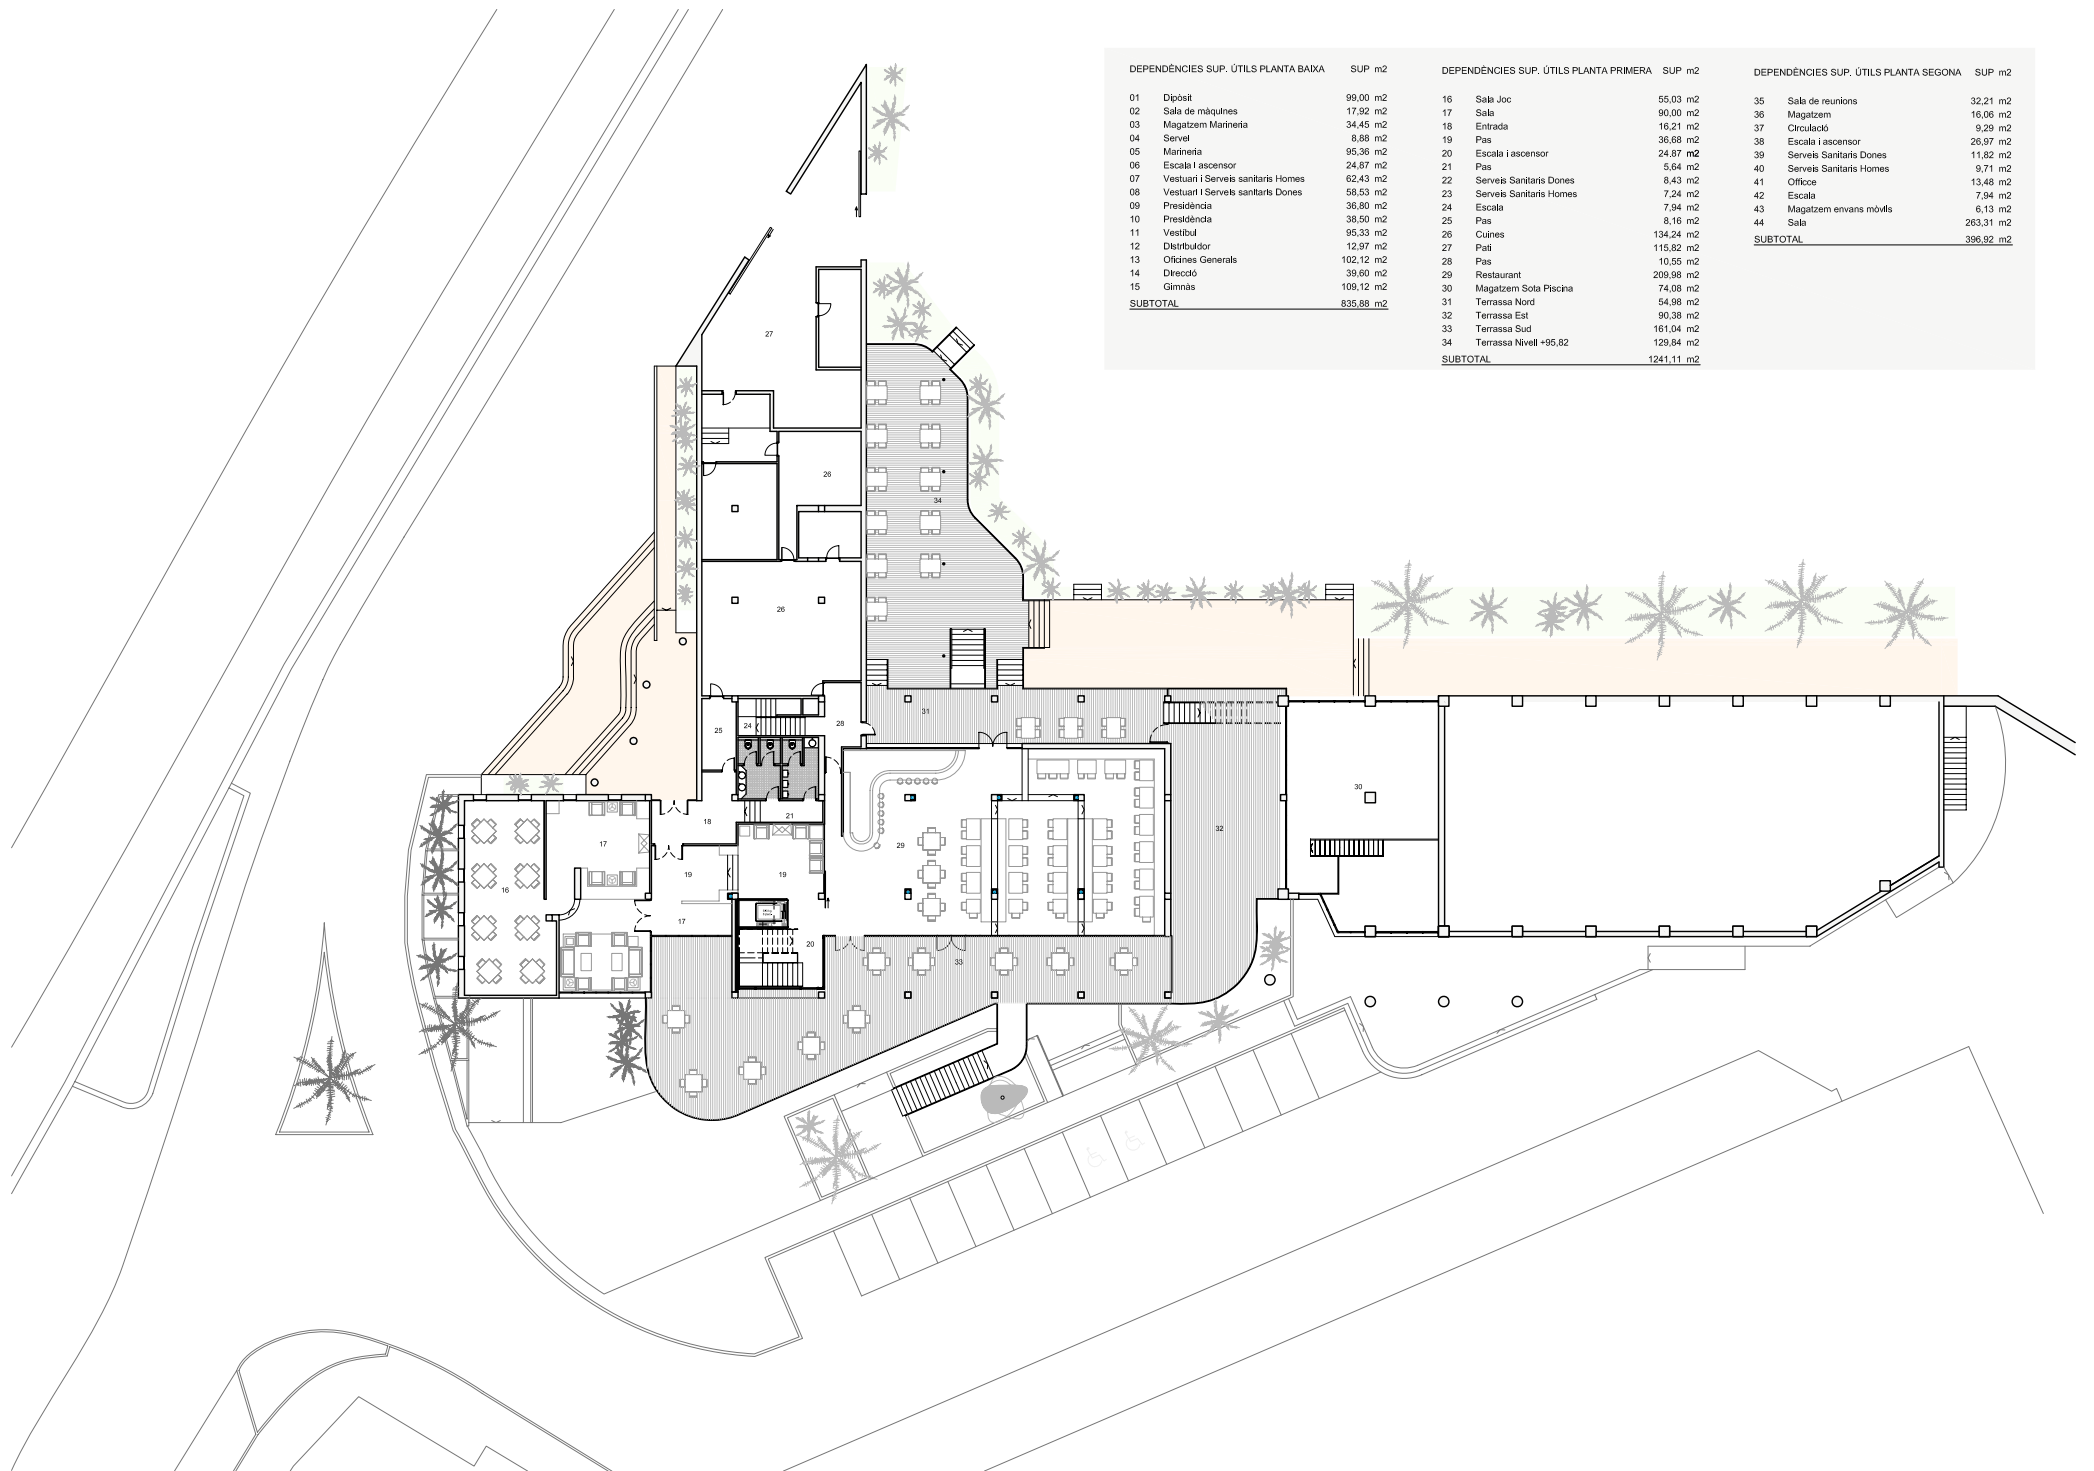 DEPENDÈNCIES SUP. ÚTILS PLANTA BAIXA SUP m2
01 Dipòsit 99,00 m2
02 Sala de màquines 17,92 m2
03 Magatzem Marineria 34,45 m2
04 Servei 8,88 m2
05 Marineria 95,36 m2
06 Escala i ascensor 24,87 m2
07 Vestuari i Serveis sanitaris Homes 62,43 m2
08 Vestuari i Serveis sanitaris Dones 58,53 m2
09 Presidència 36,80 m2
10 Presidència 38,50 m2
11 Vestíbul 95,33 m2
12 Distribuïdor 12,97 m2
13 Oficines Generals 102,12 m2
14 Direcció 39,60 m2
15 Gimnàs 109,12 m2
SUBTOTAL 835,88 m2
DEPENDÈNCIES SUP. ÚTILS PLANTA PRIMERA SUP m2
16 Sala Joc 55,03 m2
17 Sala 90,00 m2
18 Entrada 16,21 m2
19 Pas 36,68 m2
20 Escala i ascensor 24,87 m2
21 Pas 5,64 m2
22 Serveis Sanitaris Dones 8,43 m2
23 Serveis Sanitaris Homes 7,24 m2
24 Escala 7,94 m2
25 Pas 8,16 m2
26 Cuines 134,24 m2
27 Pati 115,82 m2
28 Pas 10,55 m2
29 Restaurant 209,98 m2
30 Magatzem Sota Piscina 74,08 m2
31 Terrassa Nord 54,98 m2
32 Terrassa Est 90,38 m2
33 Terrassa Sud 161,04 m2
34 Terrassa Nivell +95,82 129,84 m2
SUBTOTAL 1241,11 m2
DEPENDÈNCIES SUP. ÚTILS PLANTA SEGONA SUP m2
35 Sala de reunions 32,21 m2
36 Magatzem 16,06 m2
37 Circulació 9,29 m2
38 Escala i ascensor 26,97 m2
39 Serveis Sanitaris Dones 11,82 m2
40 Serveis Sanitaris Homes 9,71 m2
41 Officce 13,48 m2
42 Escala 7,94 m2
43 Magatzem envans mòvils 6,13 m2
44 Sala 263,31 m2
SUBTOTAL 396,92 m2
27
26
34
26
31
28
24
25
30
18
21
32
17
29
19
19
16
17
20
33